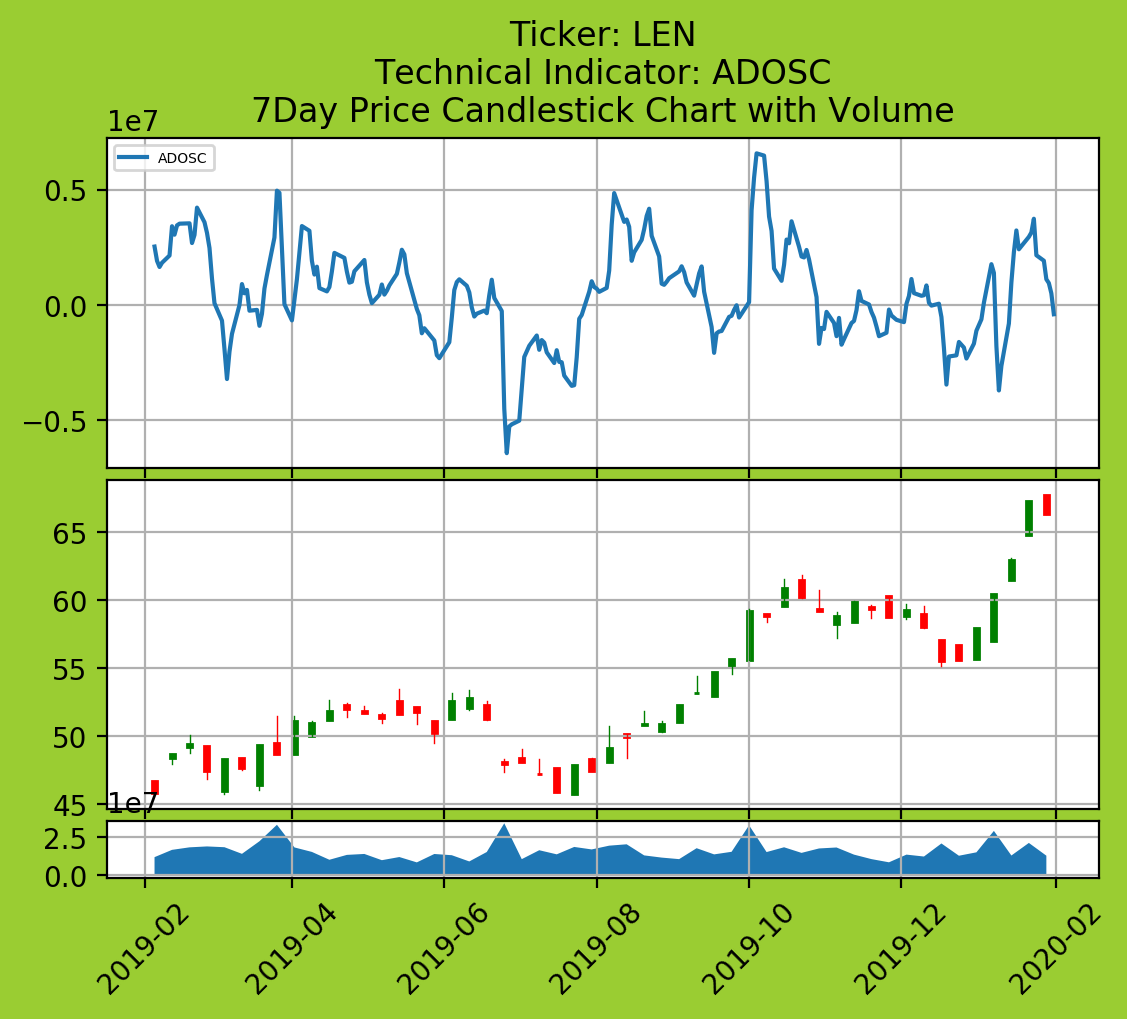 Ticker: LEN
Technical Indicator: ADOSC
7Day Price Candlestick Chart with Volume
1e7
ADOSC
0.5
0.0
−0.5
65
60
55
50
45
1e7
2.5
0.0
2019-02
2019-04
2019-06
2019-08
2019-10
2019-12
2020-02